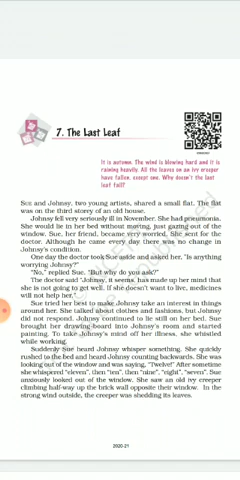 7. The Last Leaf
It is autumn. The wind is blowing hard and it is
raining heavily. All the leaves on an ivy creeper
have fallen, except one. Why doesn't the last
leaf fall?
SUE and Johnsy, two young artists, shared a small flat. The flat
was on the third storey of an old house.
Johnsy fell very seriously ill in November. She had pneumonia.
She would lie in her bed without moving, just gazing out of the
window. Sue, her friend, became very worried. She sent for the
doctor. Although he came every day there was no change in
Johnsy's condition.
One day the doctor took Sue aside and asked her, "Is anything
worrying Johnsy?"
"No," replied Sue. "But why do you ask?"
The doctor said "Johnsy, it seems, has made up her mind that
she is not going to get well. If she doesn't want to live, medicines
will not help her."
Sue tried her best to make Johnsy take an interest in things
around her. She talked about clothes and fashions, but Johnsy
did not respond. Johnsy continued to lie still on her bed. Sue
brought her drawing-board into Johnsy's room and started
painting. To take Johnsy's mind off her illness, she whistled
while working.
Suddenly Sue heard Johnsy whisper something. She quickly
rushed to the bed and heard Johnsy counting backwards. She was
looking out of the window and was saying, "Twelve!" After sometime
she whispered "eleven", then "ten", then "nine", "eight", "seven". Sue
anxiously looked out of the window. She saw an old ivy creeper
climbing half-way up the brick wall opposite their window. In the
strong wind outside, the creeper was shedding its leaves.
2020-21